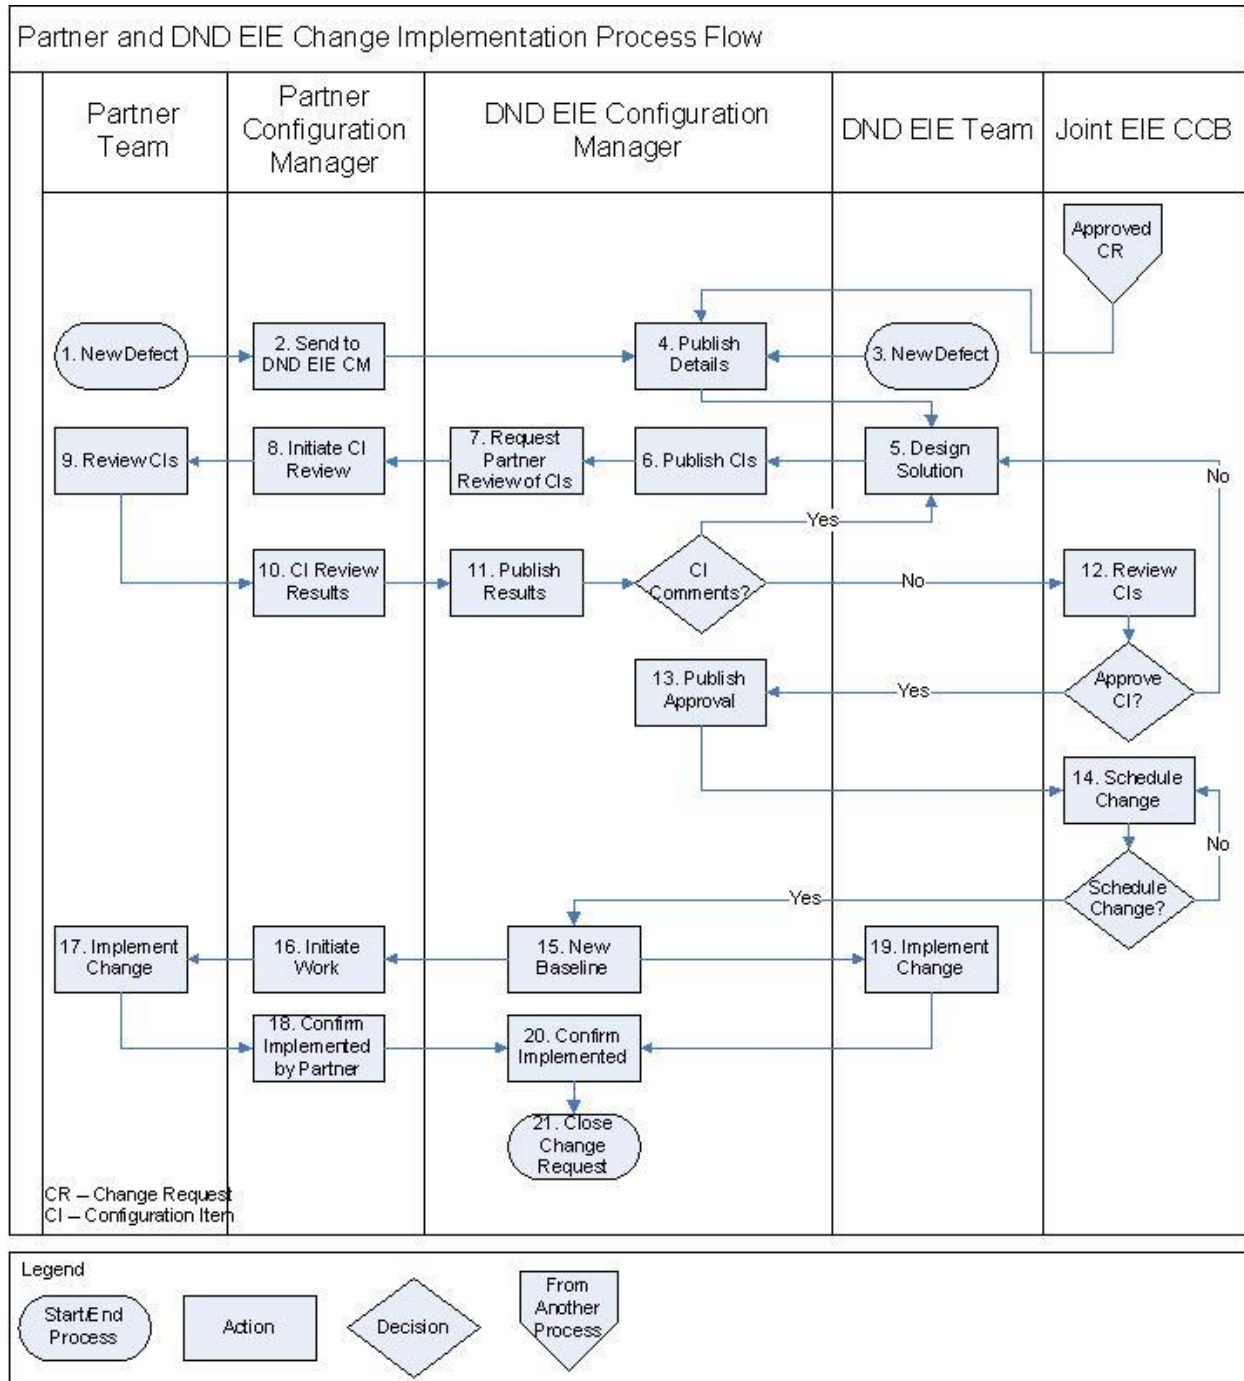 Partner and DND EIE Change Implementation Process Flow
Partner
Team
Partner
Configuration
Manager
DND EIE Configuration
Manager
DND EIE Team
Joint EIE CCB
Approved
CR
1. New Defect
2. Send to
DND EIE CM
4. Publish
Details
3. New Defect
9. Review CIs
8. Initiate CI
Review
7. Request
Partner
Review of CIs
6. Publish CIs
5. Design
Solution
No
Yes
10. CI Review
Results
11. Publish
Results
CI
Comments?
No
12. Review
CIs
13. Publish
Approval
Yes
Approve
CI?
14. Schedule
Change
No
Yes
Schedule
Change?
17. Implement
Change
16. Initiate
Work
15. New
Baseline
19. Implement
Change
18. Confirm
Implemented
by Partner
20. Confirm
Implemented
21. Close
Change
Request
CR – Change Request
CI – Configuration Item
Legend
Start/End
Process
Action
Decision
From
Another
Process